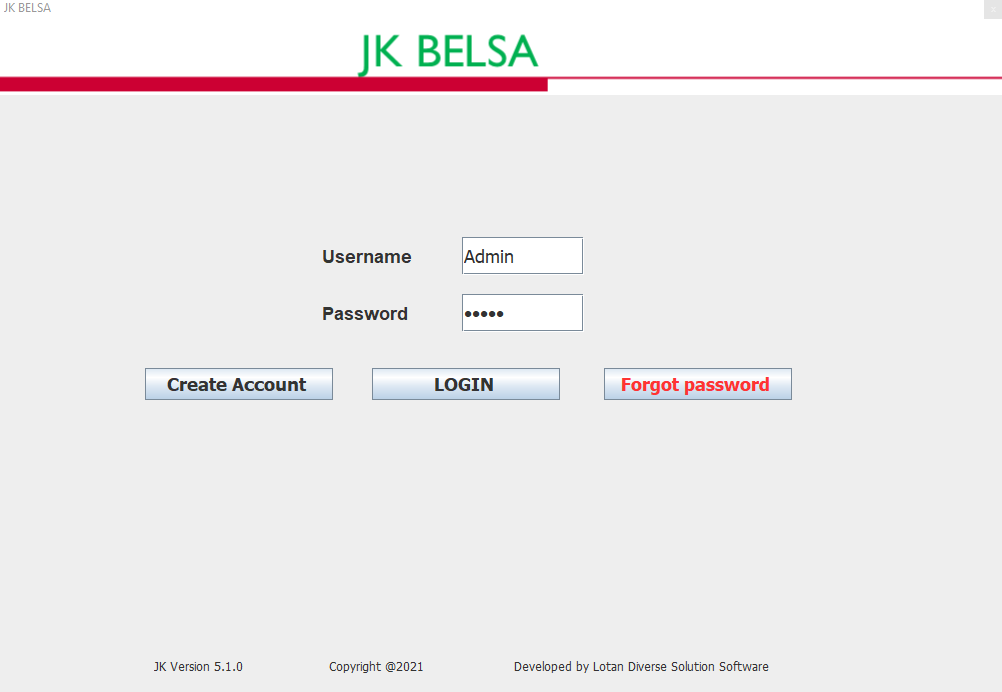 JK BELSA
JK BELSA
Username
Admin
Password
•••••
Create Account
LOGIN
Forgot password
JK Version 5.1.0
Copyright @2021
Developed by Lotan Diverse Solution Software